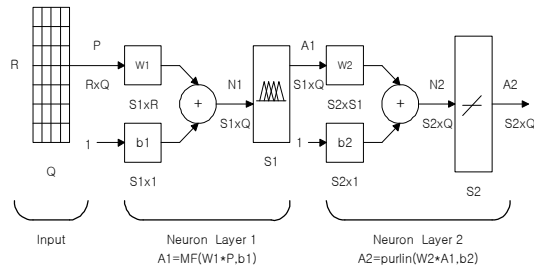 P
R
RxQ
Q
W1
S1xR
1
b1
S1x1
+
N1
S1xQ
S1
A1
S1xQ
W2
S2xS1
1
b2
S2x1
+
N2
S2xQ
S2
A2
S2xQ
Input
Neuron Layer 1
A1=MF(W1*P,b1)
Neuron Layer 2
A2=purlin(W2*A1,b2)